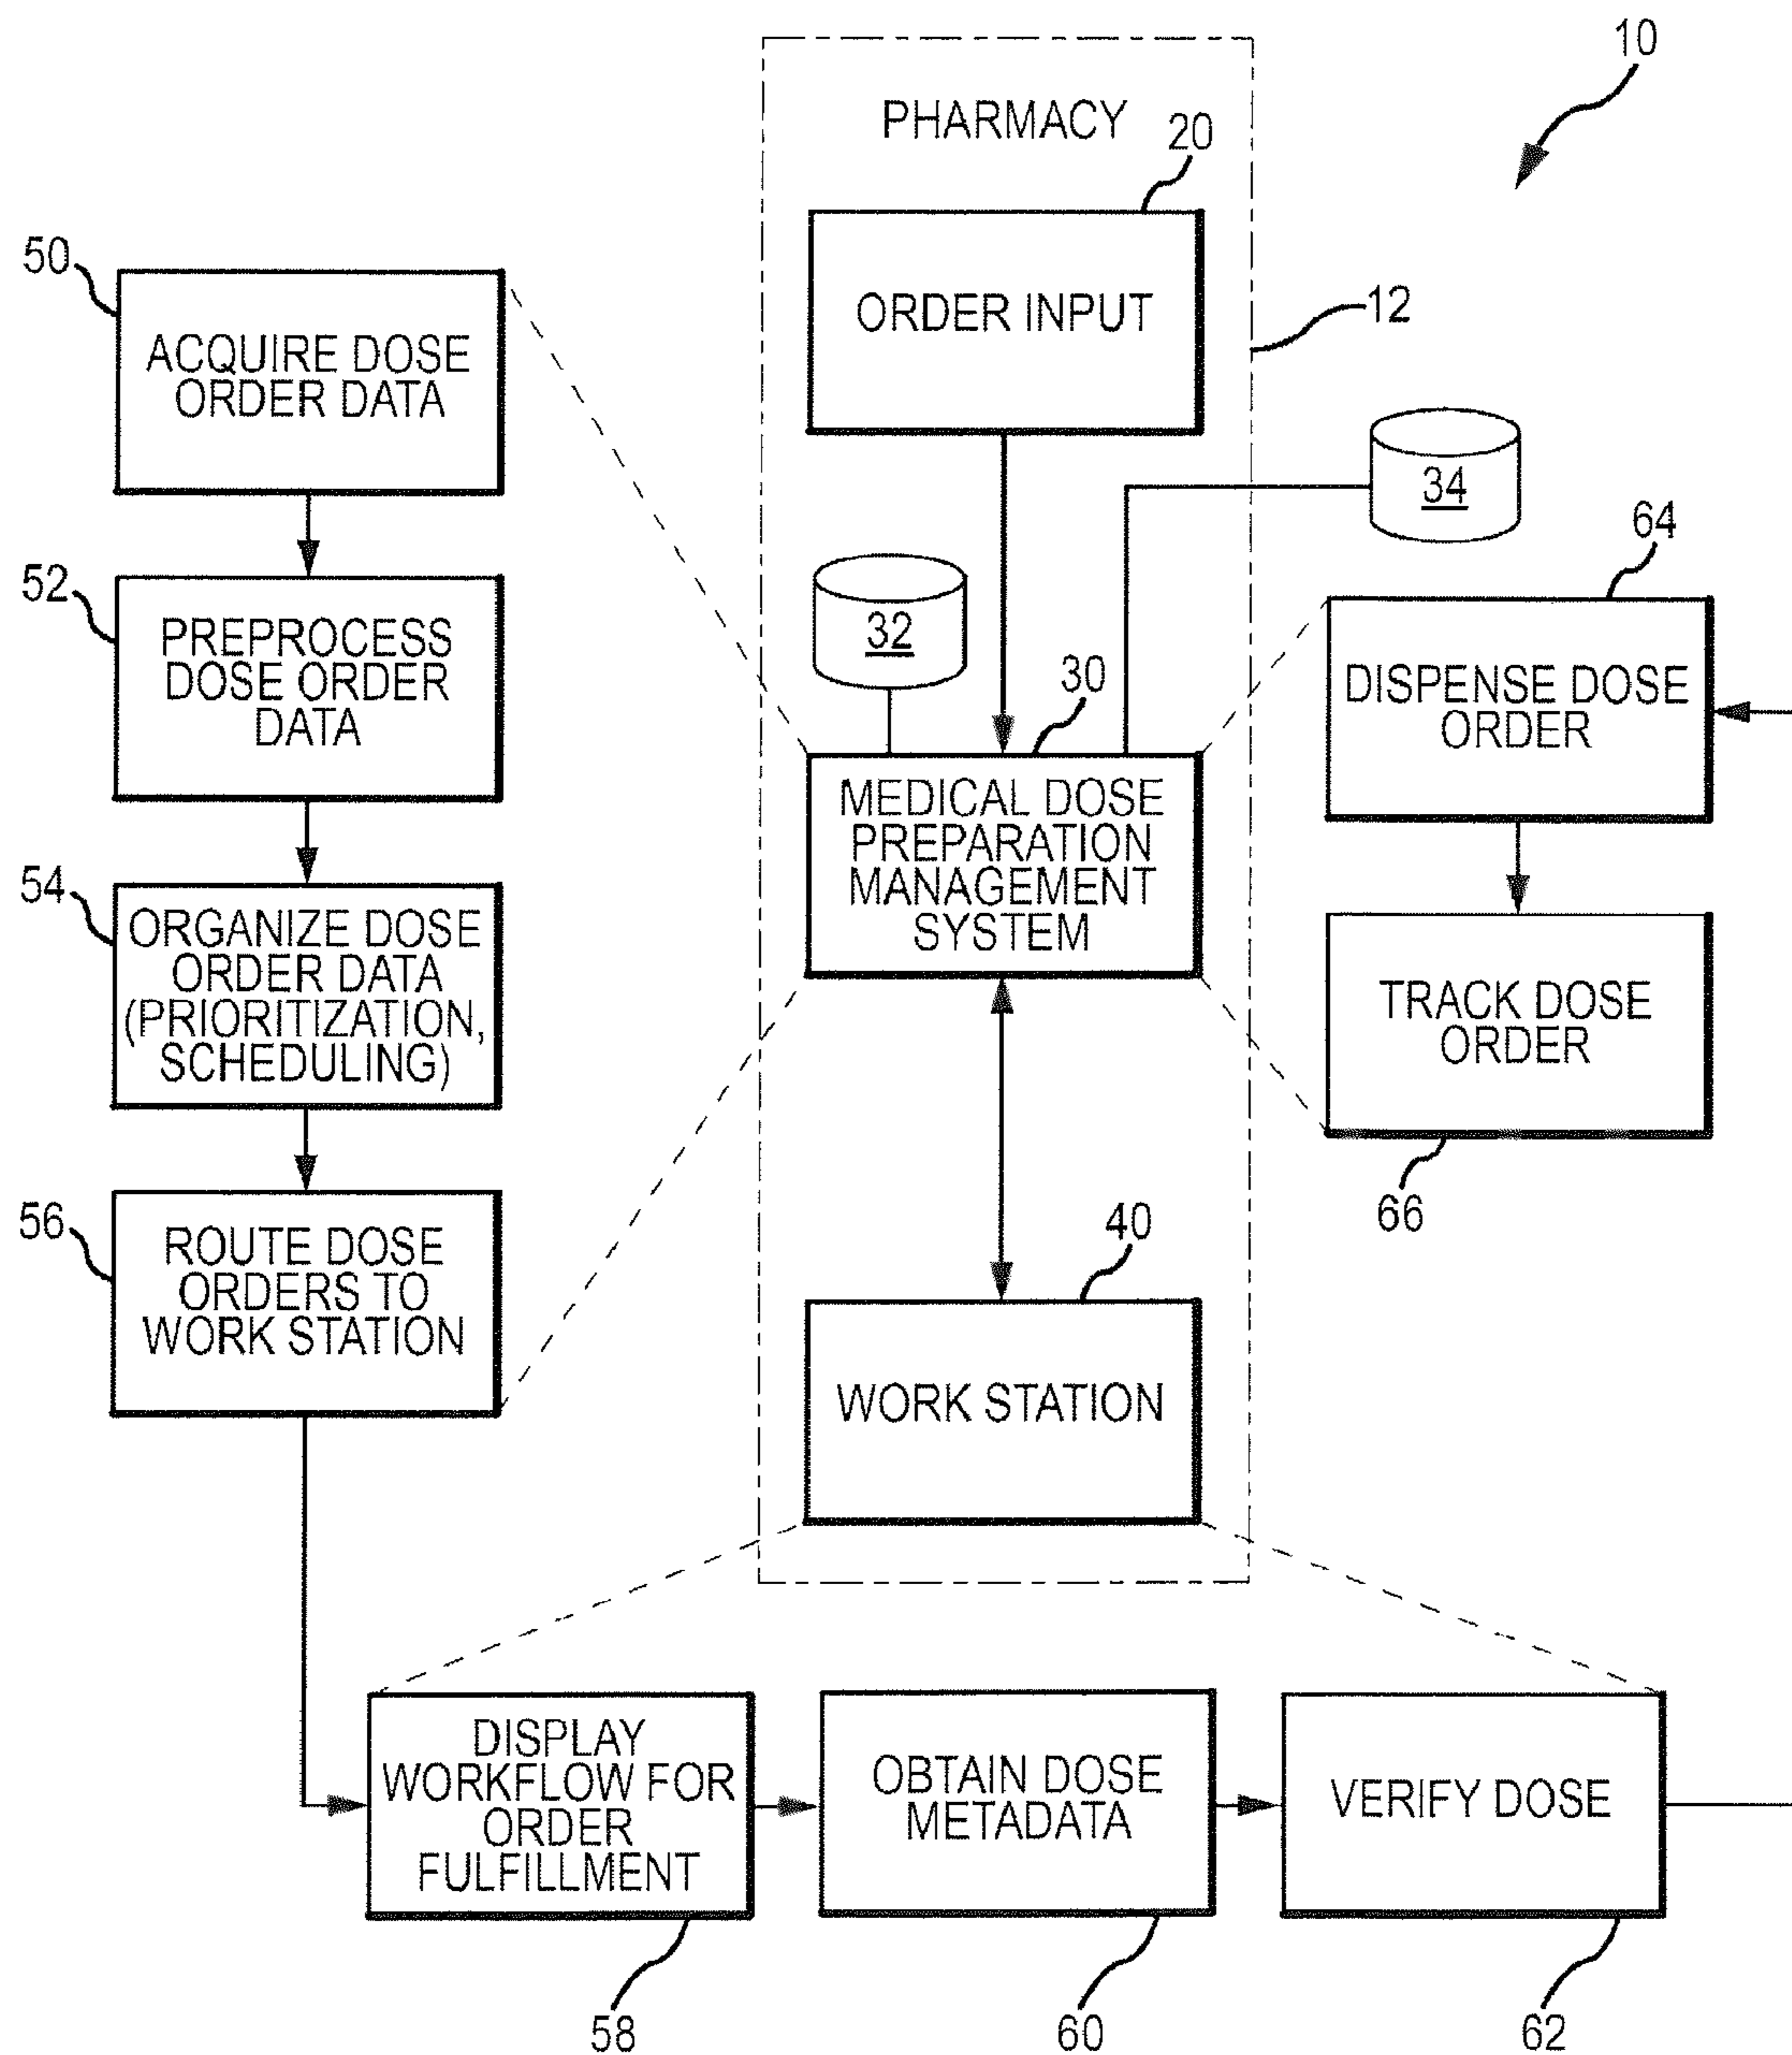 10
PHARMACY
20
ORDER INPUT
12
50
ACQUIRE DOSE
ORDER DATA
34
52
PREPROCESS
DOSE ORDER
DATA
32
30
MEDICAL DOSE
PREPARATION
MANAGEMENT
SYSTEM
64
DISPENSE DOSE
ORDER
54
ORGANIZE DOSE
ORDER DATA
(PRIORITIZATION,
SCHEDULING)
TRACK DOSE
ORDER
66
56
ROUTE DOSE
ORDERS TO
WORK STATION
40
WORK STATION
DISPLAY
WORKFLOW FOR
ORDER
FULFILLMENT
58
OBTAIN DOSE
METADATA
60
VERIFY DOSE
62